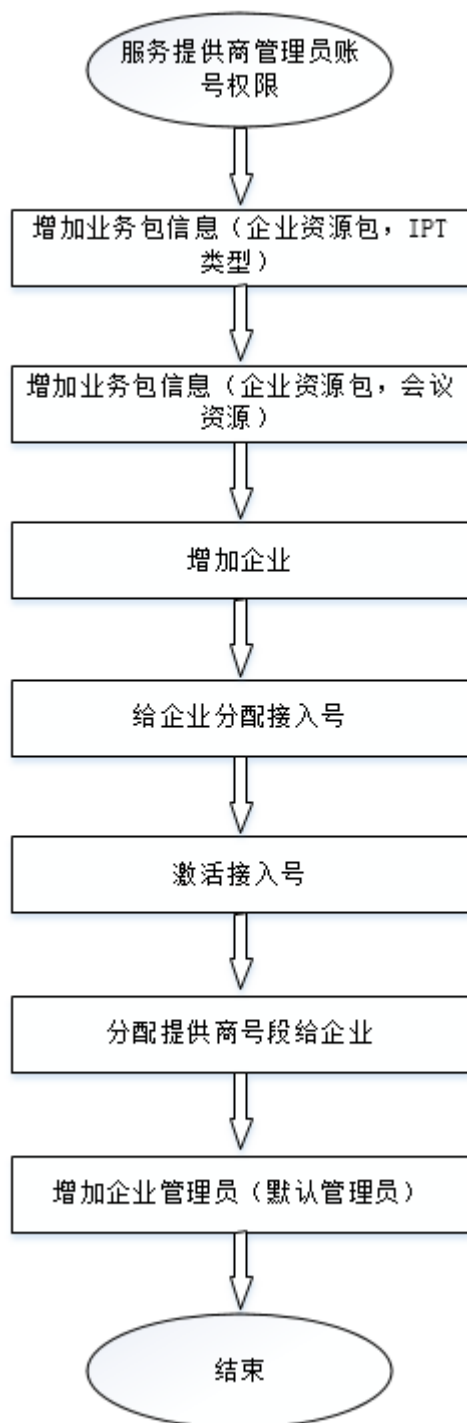 服务提供商管理员账
号权限
增加业务包信息（企业资源包，IPT
类型）
增加业务包信息（企业资源包，会议
资源）
增加企业
给企业分配接入号
激活接入号
分配提供商号段给企业
增加企业管理员（默认管理员）
结束